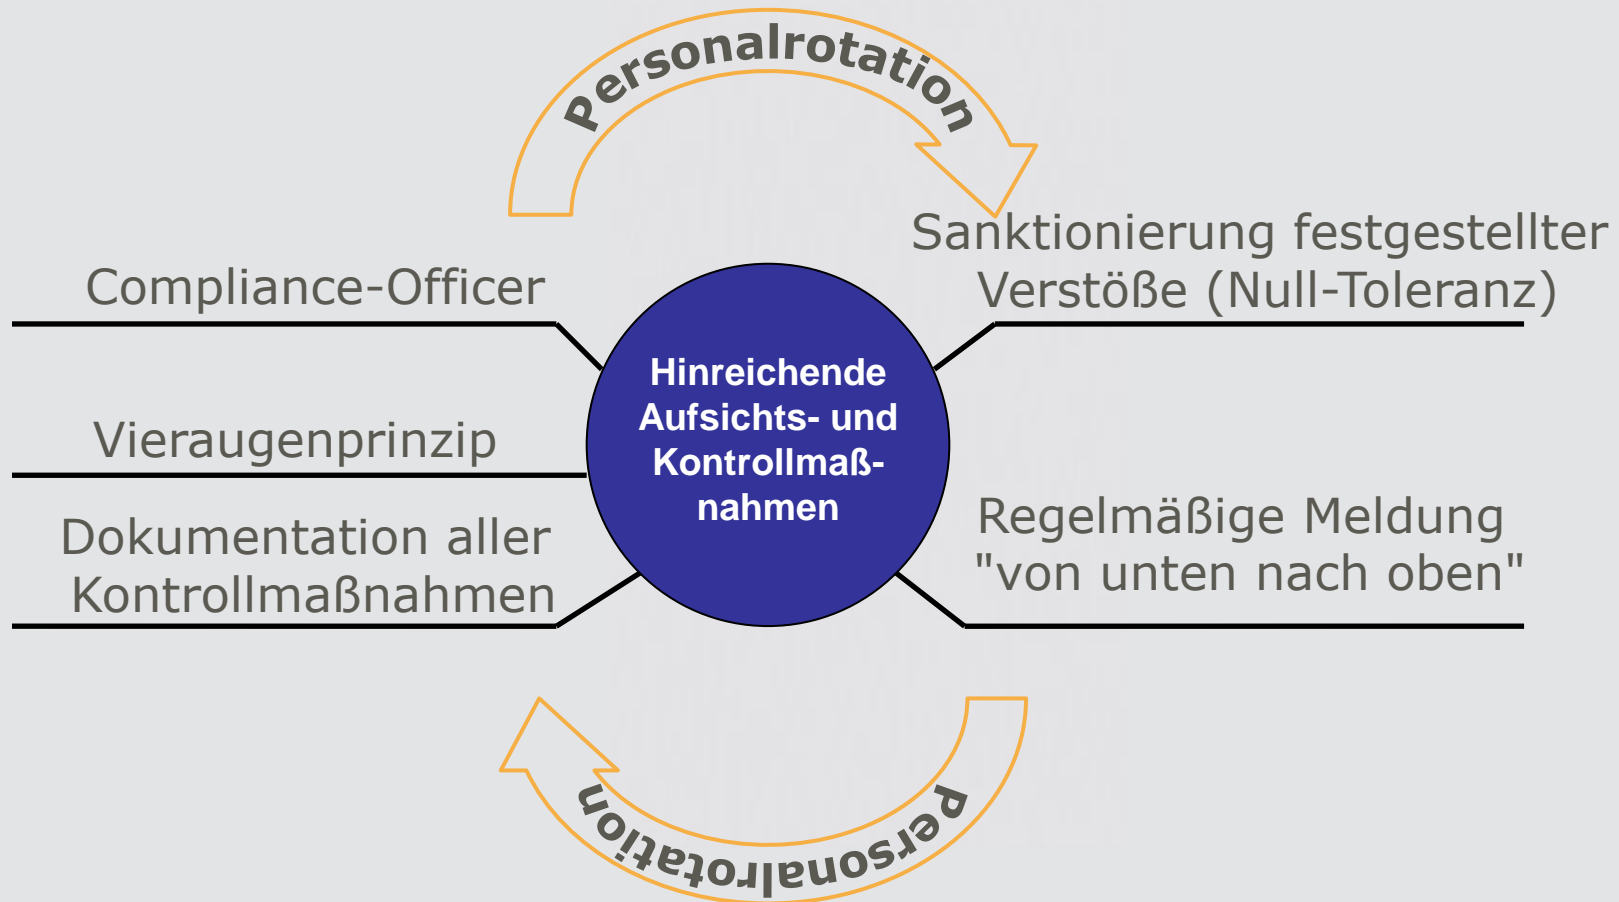 Personalrotation
Compliance-Officer
Vieraugenprinzip
Dokumentation aller
Kontrollmaßnahmen
Hinreichende
Aufsichts- und
Kontrollmaß-
nahmen
Sanktionierung festgestellter
Verstöße (Null-Toleranz)
Regelmäßige Meldung
"von unten nach oben"
Personalrotation